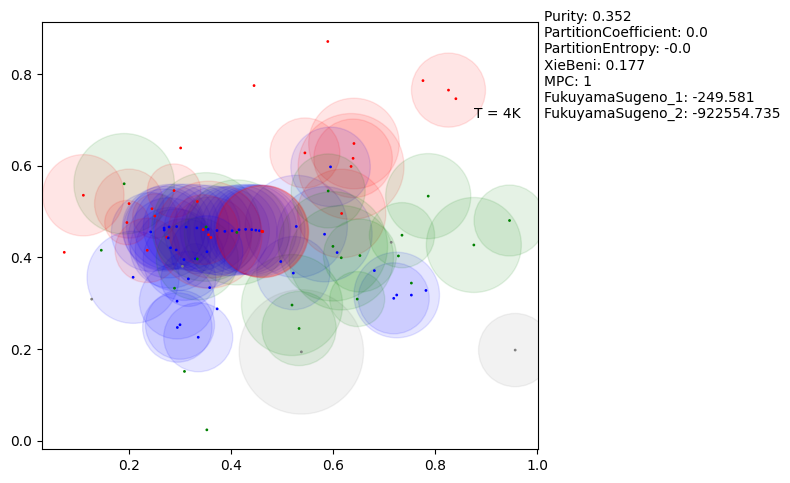 Purity: 0.352
PartitionCoefficient: 0.0
PartitionEntropy: -0.0
XieBeni: 0.177
MPC: 1
FukuyamaSugeno_1: -249.581
FukuyamaSugeno_2: -922554.735
T = 4K
0.8
0.6
0.4
0.2
0.0
0.2
0.4
0.6
0.8
1.0